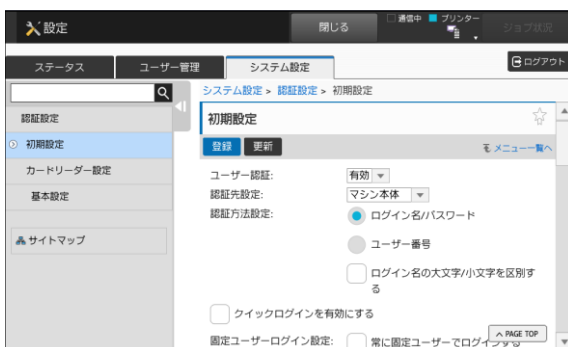 設定
閉じる
通信中
プリンター
ジョブ状況
ステータス
ユーザー管理
システム設定
ログアウト
システム設定 > 認証設定 > 初期設定
認証設定
初期設定
カードリーダー設定
基本設定
サイトマップ
初期設定
登録
更新
メニュー一覧へ
ユーザー認証:
有効
認証先設定:
マシン本体
認証方法設定:
ログイン名/パスワード
ユーザー番号
ログイン名の大文字/小文字を区別す
る
クイックログインを有効にする
固定ユーザーログイン設定:
常に固定ユーザーでログインする
PAGE TOP